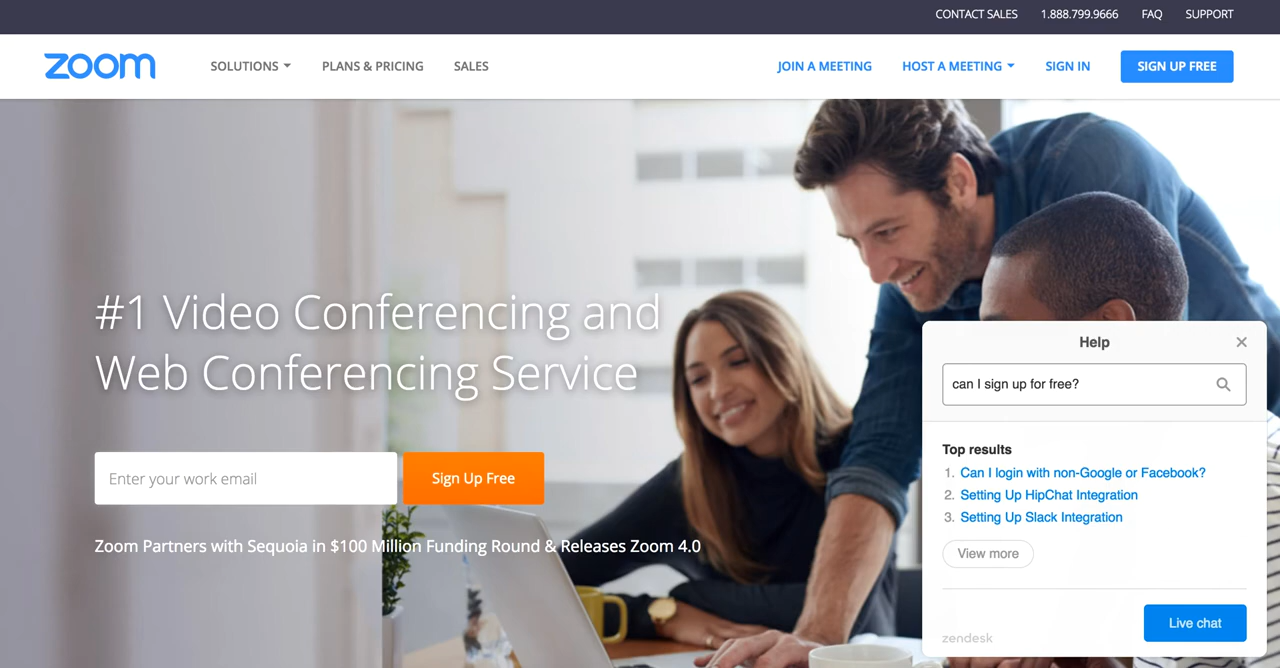 CONTACT SALES 1.888.799.9666 FAQ SUPPORT
zoom SOLUTIONS PLANS & PRICING SALES JOIN A MEETING HOST A MEETING SIGN IN SIGN UP FREE
#1 Video Conferencing and
Web Conferencing Service
Enter your work email Sign Up Free
Zoom Partners with Sequoia in $100 Million Funding Round & Releases Zoom 4.0
Help
can I sign up for free?
Top results
1. Can I login with non-Google or Facebook?
2. Setting Up HipChat Integration
3. Setting Up Slack Integration
View more
zendesk Live chat